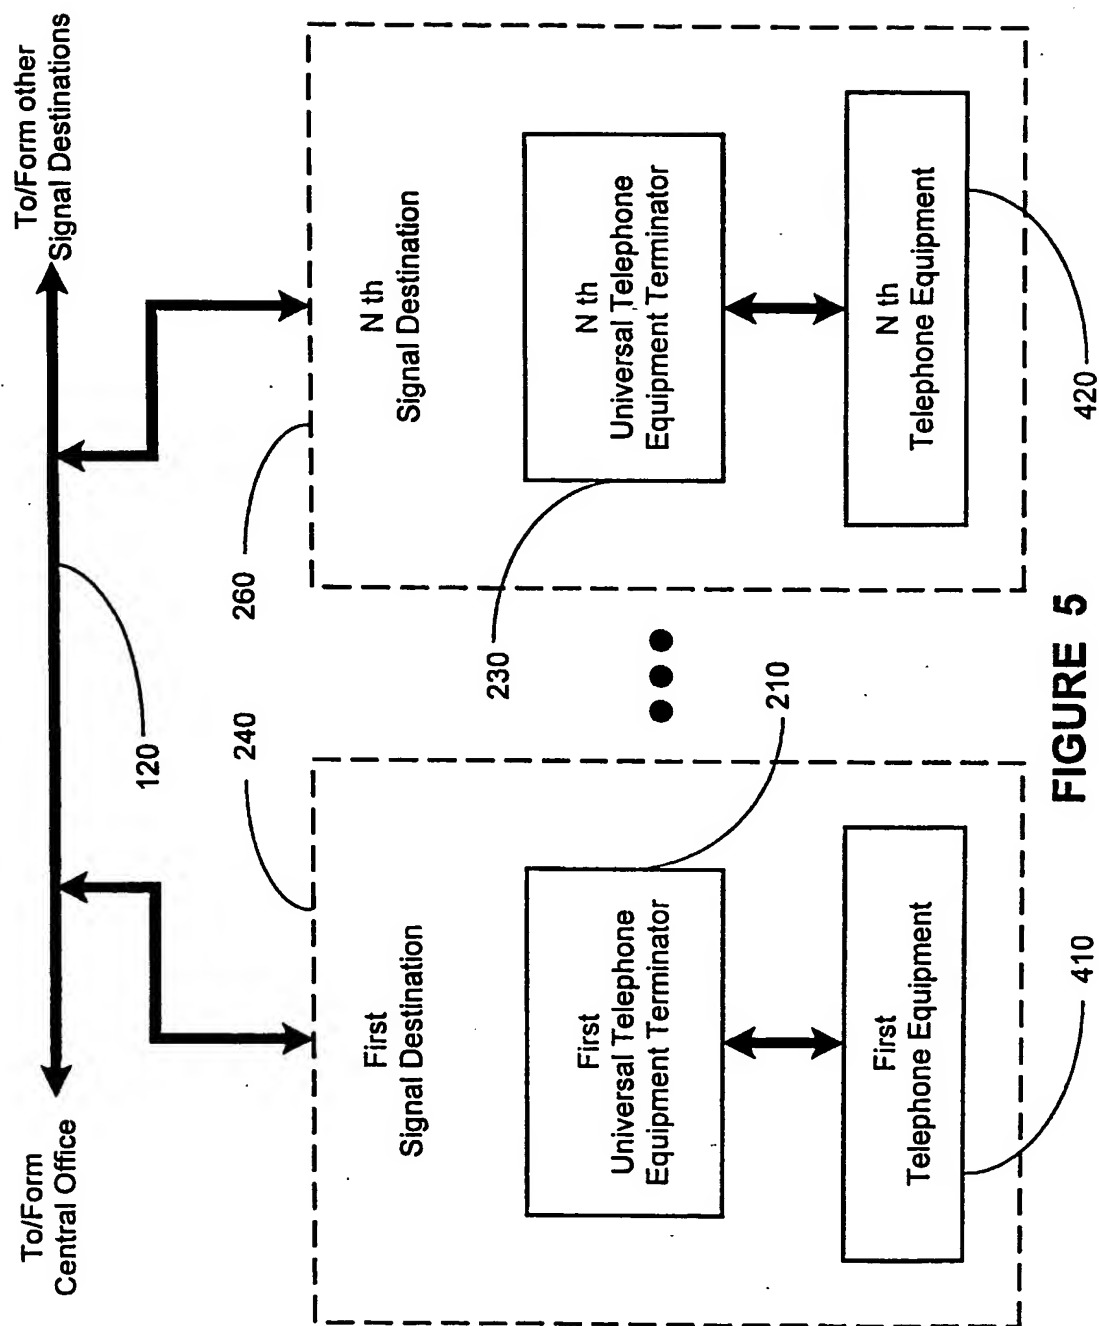 To/Form
Central Office
To/Form other
Signal Destinations
120
240
260
First
Signal Destination
N th
Signal Destination
First
Universal Telephone
Equipment Terminator
210
230
N th
Universal Telephone
Equipment Terminator
First
Telephone Equipment
N th
Telephone Equipment
410
420
FIGURE 5